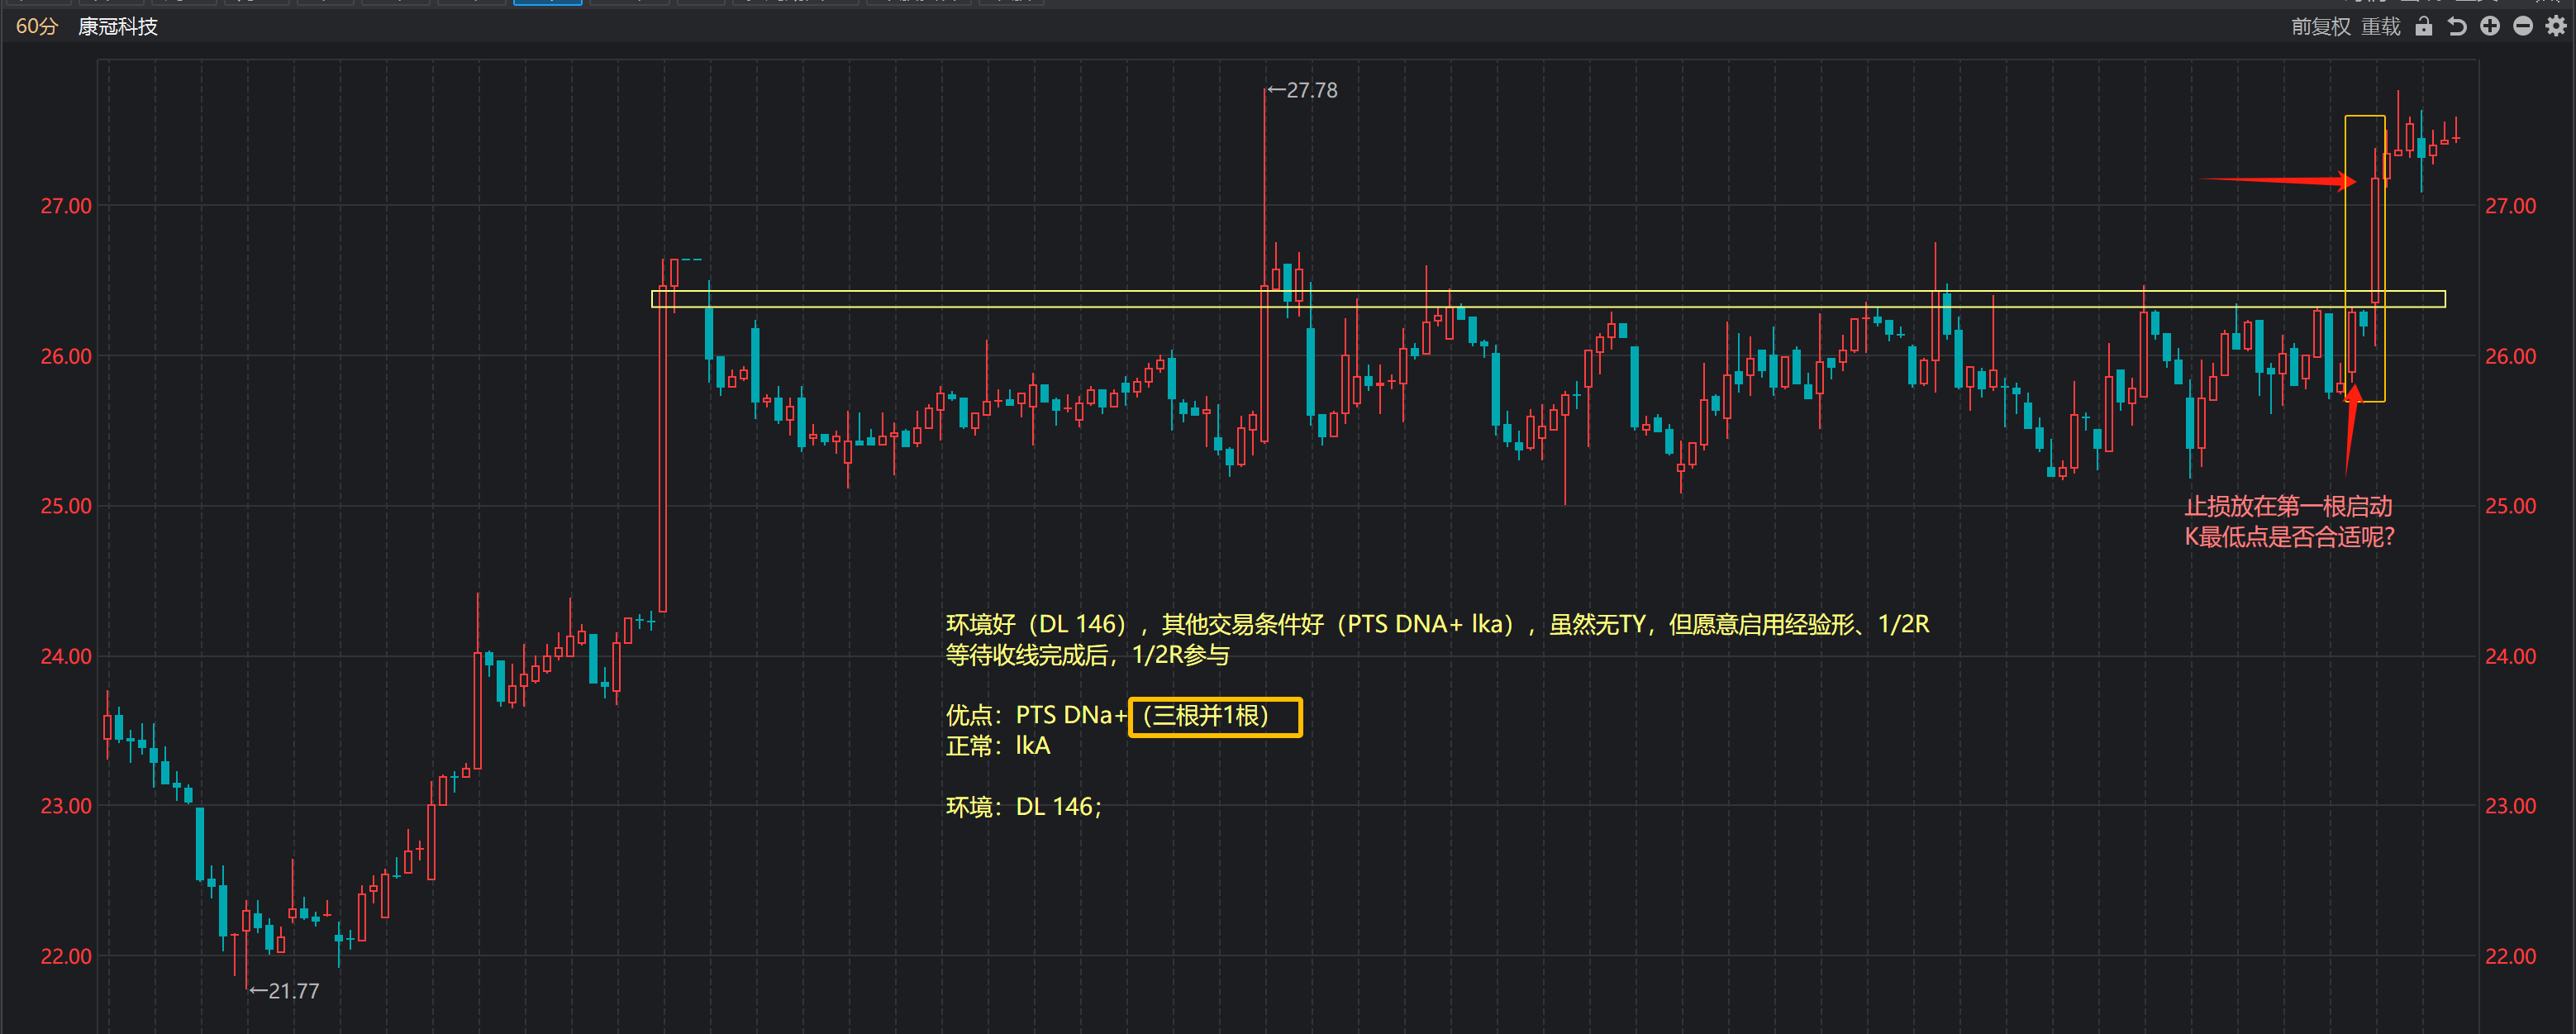 60分 康冠科技
前复权 重载
←27.78
27.00 27.00
26.00 26.00
25.00 25.00
止损放在第一根启动
K最低点是否合适呢?
24.00 24.00
环境好（DL 146），其他交易条件好（PTS DNA+ lka），虽然无TY，但愿意启用经验形、1/2R
等待收线完成后，1/2R参与
优点：PTS DNa+（三根并1根）
正常：lkA
23.00 23.00
环境：DL 146；
22.00 22.00
←21.77